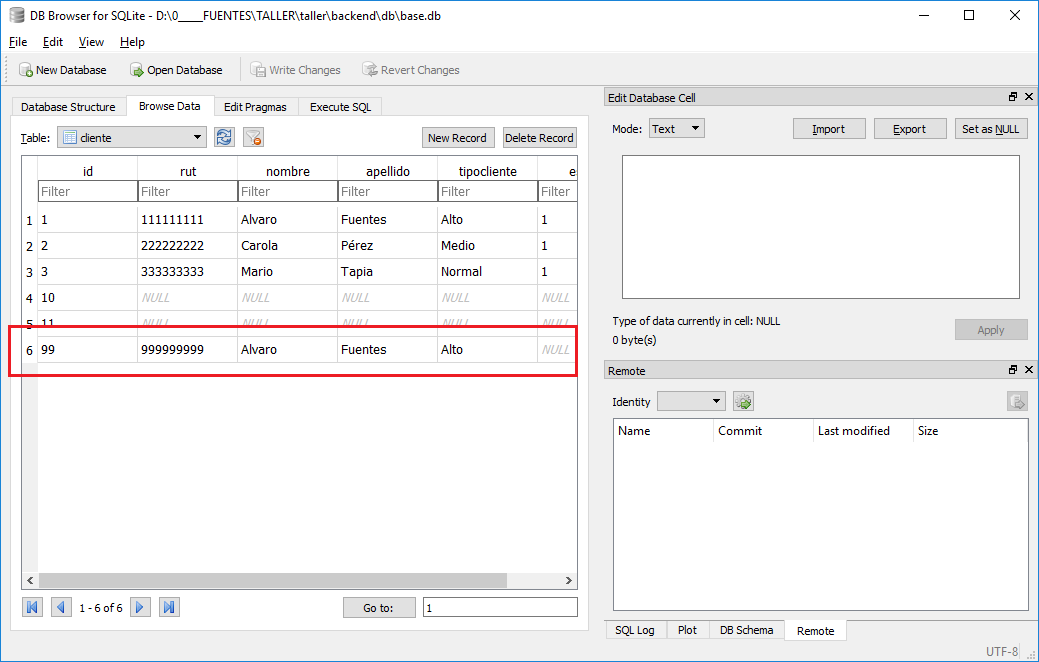 DB Browser for SQLite - D:\0____FUENTES\TALLER\taller\backend\db\base.db
File Edit View Help
New Database Open Database Write Changes Revert Changes
Database Structure Browse Data Edit Pragmas Execute SQL
Table: cliente New Record Delete Record
id rut nombre apellido tipocliente e
Filter Filter Filter Filter Filter Filter
1 1 111111111 Alvaro Fuentes Alto 1
2 2 222222222 Carola Pérez Medio 1
3 3 333333333 Mario Tapia Normal 1
4 10 NULL NULL NULL NULL NULL
5 11 NULL NULL NULL NULL NULL
6 99 999999999 Alvaro Fuentes Alto NULL
1 - 6 of 6 Go to: 1
Edit Database Cell
Mode: Text Import Export Set as NULL
Type of data currently in cell: NULL
0 byte(s)
Apply
Remote
Identity
Name Commit Last modified Size
SQL Log Plot DB Schema Remote
UTF-8